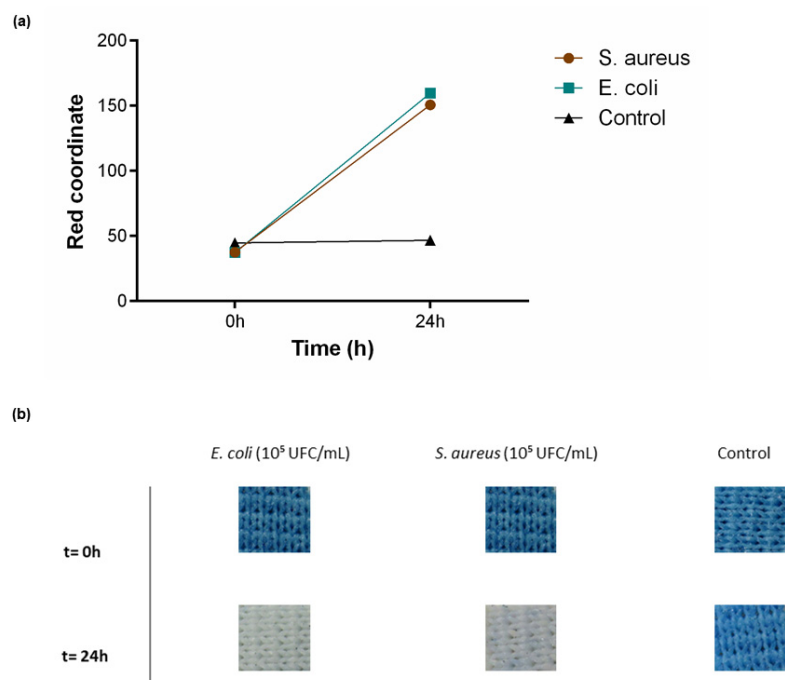 (a)
200
150
100
50
0
Red coordinate
0h
24h
Time (h)
S. aureus
E. coli
Control
(b)
E. coli (10⁵ UFC/mL) S. aureus (10⁵ UFC/mL) Control
t= 0h
t= 24h